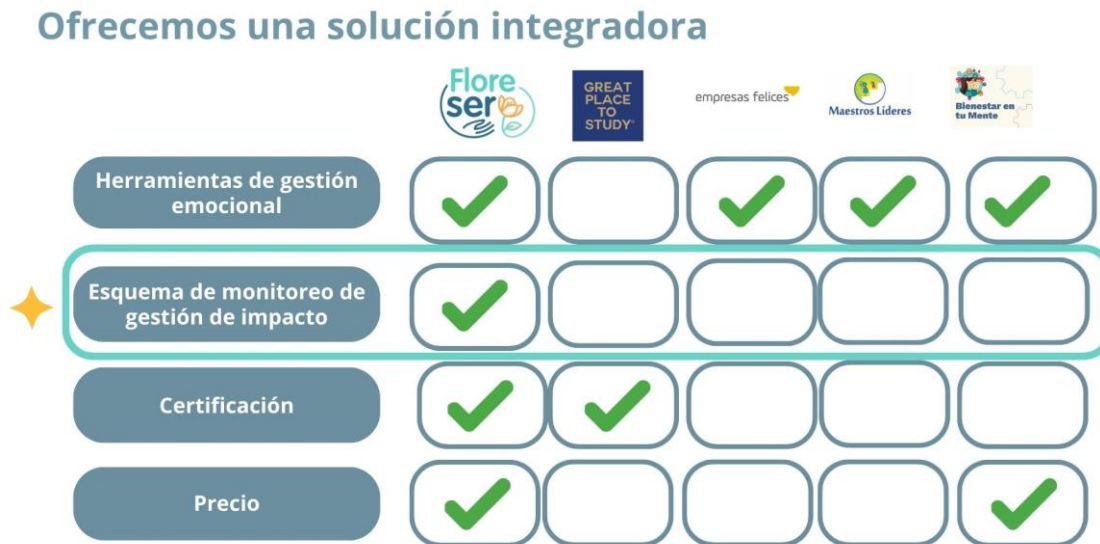 Ofrecemos una solución integradora
Flore
ser
GREAT
PLACE
TO
STUDY®
empresas felices
Maestros Líderes
Bienestar en
tu Mente
Herramientas de gestión
emocional
Esquema de monitoreo de
gestión de impacto
Certificación
Precio